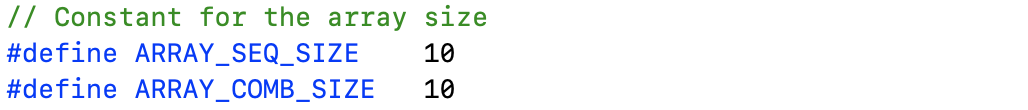 // Constant for the array size
#define ARRAY_SEQ_SIZE    10
#define ARRAY_COMB_SIZE   10